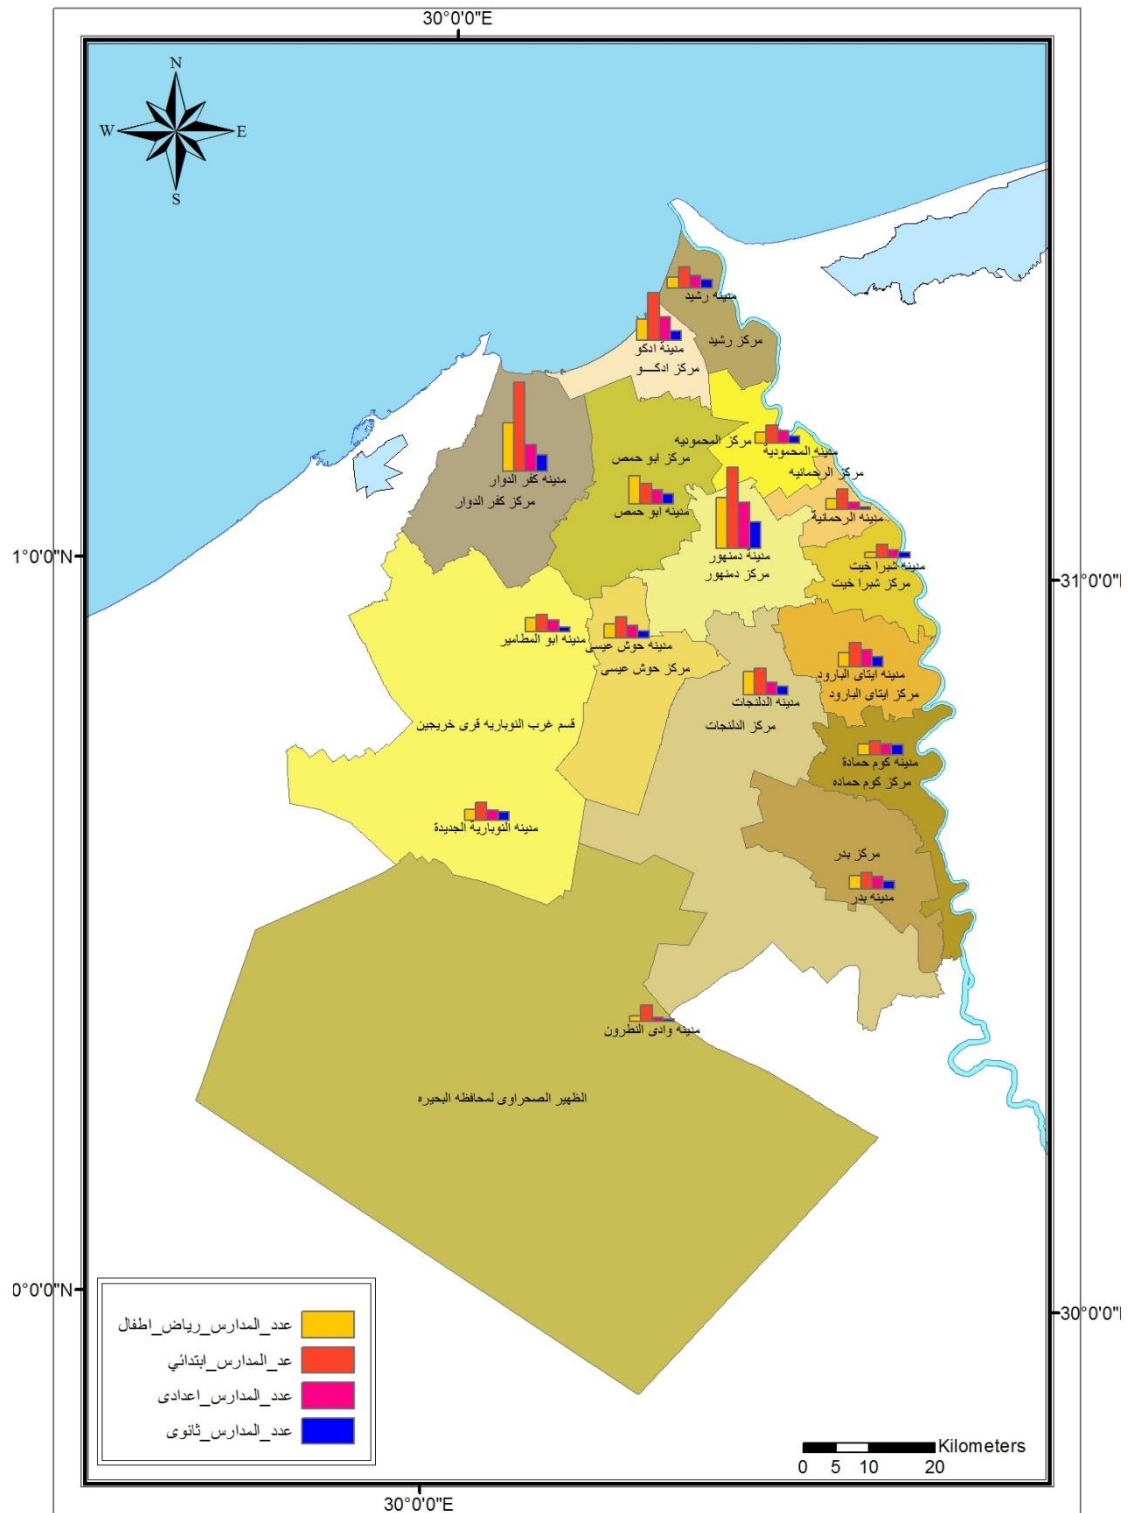 30°0'0"E
N
W
E
S
مدينه رشيد
مركز رشيد
مدينة ادكو
مركز ادكـــو
مدينه كفر الدوار
مركز كفر الدوار
مركز ابو حمص
مدينه ابو حمص
مركز المحموديه
مدينه المحمودية
مركز الرحمانيه
مدينه الرحمانية
مدينة دمنهور
مركز دمنهور
مدينه شبرا خيت
مركز شبرا خيت
1°0'0"N
31°0'0"E
مدينه ابو المطامير
مدينه حوش عيسى
مركز حوش عيسى
مدينه ايتاى البارود
مركز ايتاى البارود
مدينه الدلنجات
مركز الدلنجات
قسم غرب النوباريه قرى خريجين
مدينه كوم حمادة
مركز كوم حماده
مدينه النوبارية الجديدة
مركز بدر
مدينه بدر
مدينه وادى النطرون
الظهير الصحراوى لمحافظه البحيره
0°0'0"N
30°0'0"E
عدد_المدارس_رياض_اطفال
عد_المدارس_ابتدائي
عدد_المدارس_اعدادى
عدد_المدارس_ثانوى
Kilometers
0 5 10 20
30°0'0"E